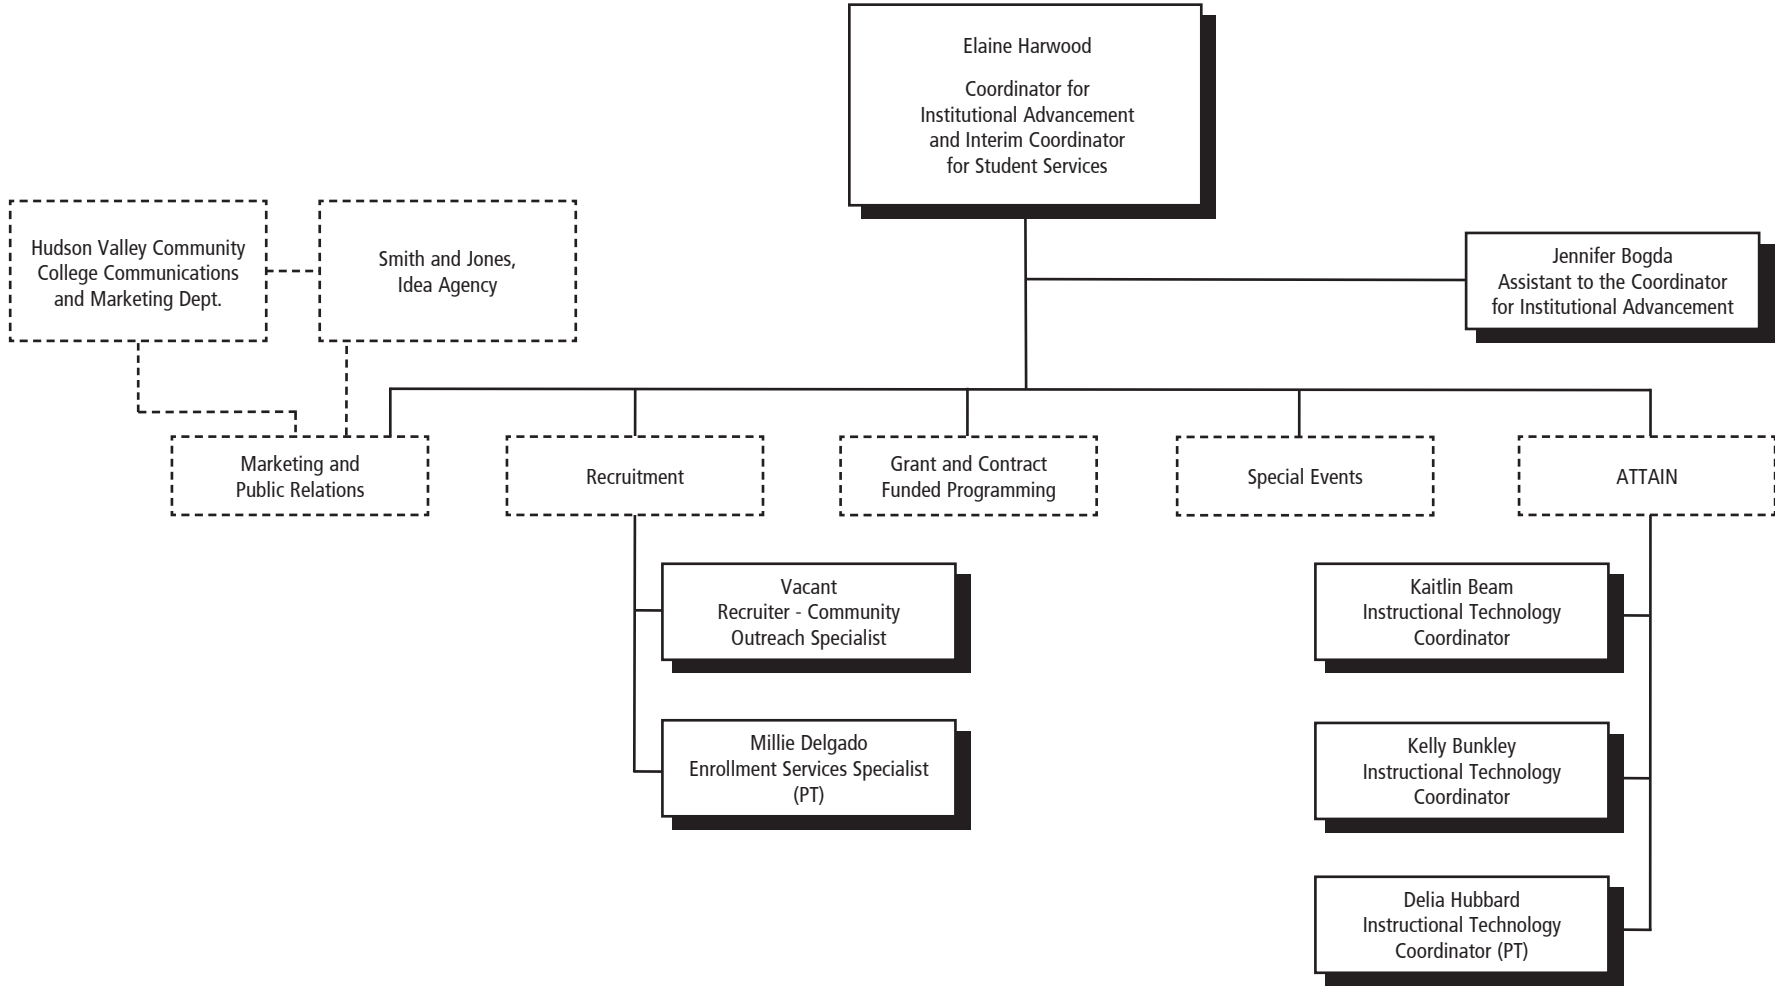 Elaine Harwood
Coordinator for
Institutional Advancement
and Interim Coordinator
for Student Services
Hudson Valley Community
College Communications
and Marketing Dept.
Smith and Jones,
Idea Agency
Jennifer Bogda
Assistant to the Coordinator
for Institutional Advancement
Marketing and
Public Relations
Recruitment
Grant and Contract
Funded Programming
Special Events
ATTAIN
Vacant
Recruiter - Community
Outreach Specialist
Millie Delgado
Enrollment Services Specialist
(PT)
Kaitlin Beam
Instructional Technology
Coordinator
Kelly Bunkley
Instructional Technology
Coordinator
Delia Hubbard
Instructional Technology
Coordinator (PT)